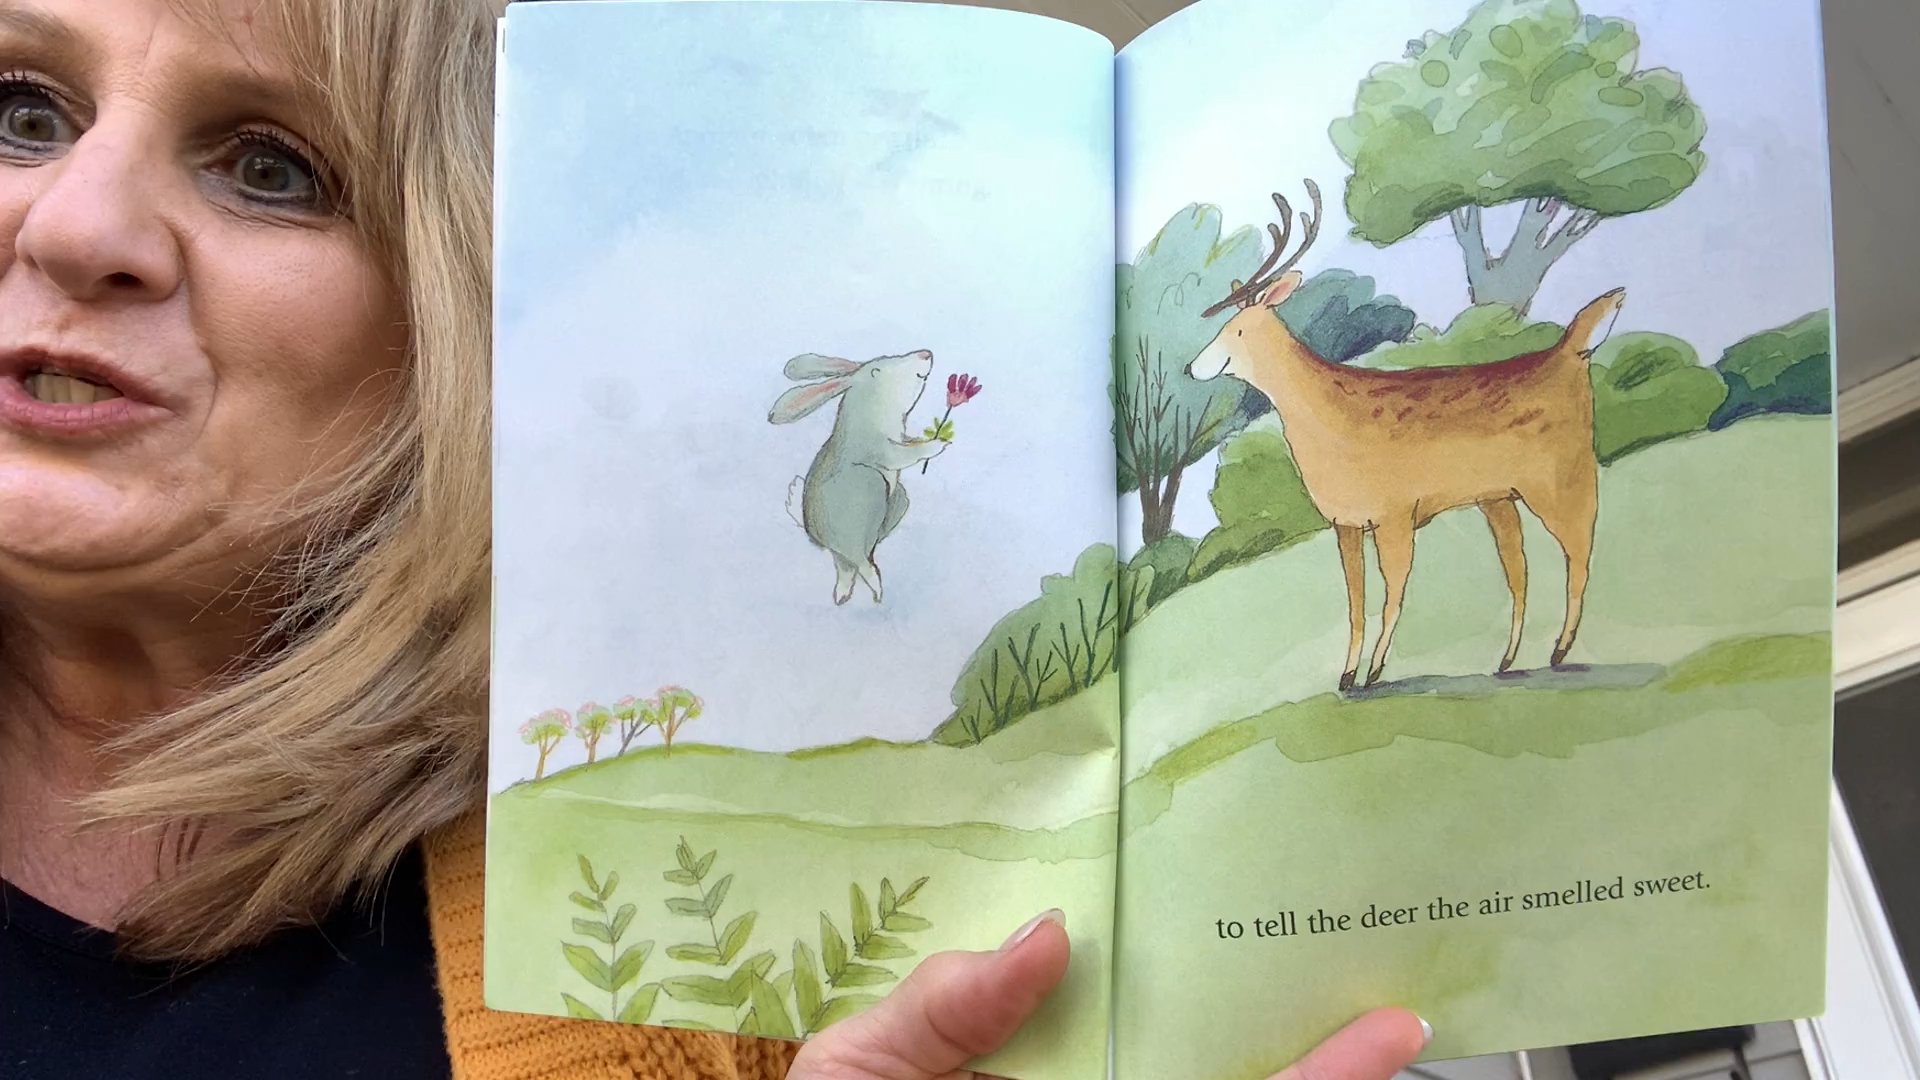 to tell the deer the air smelled sweet.